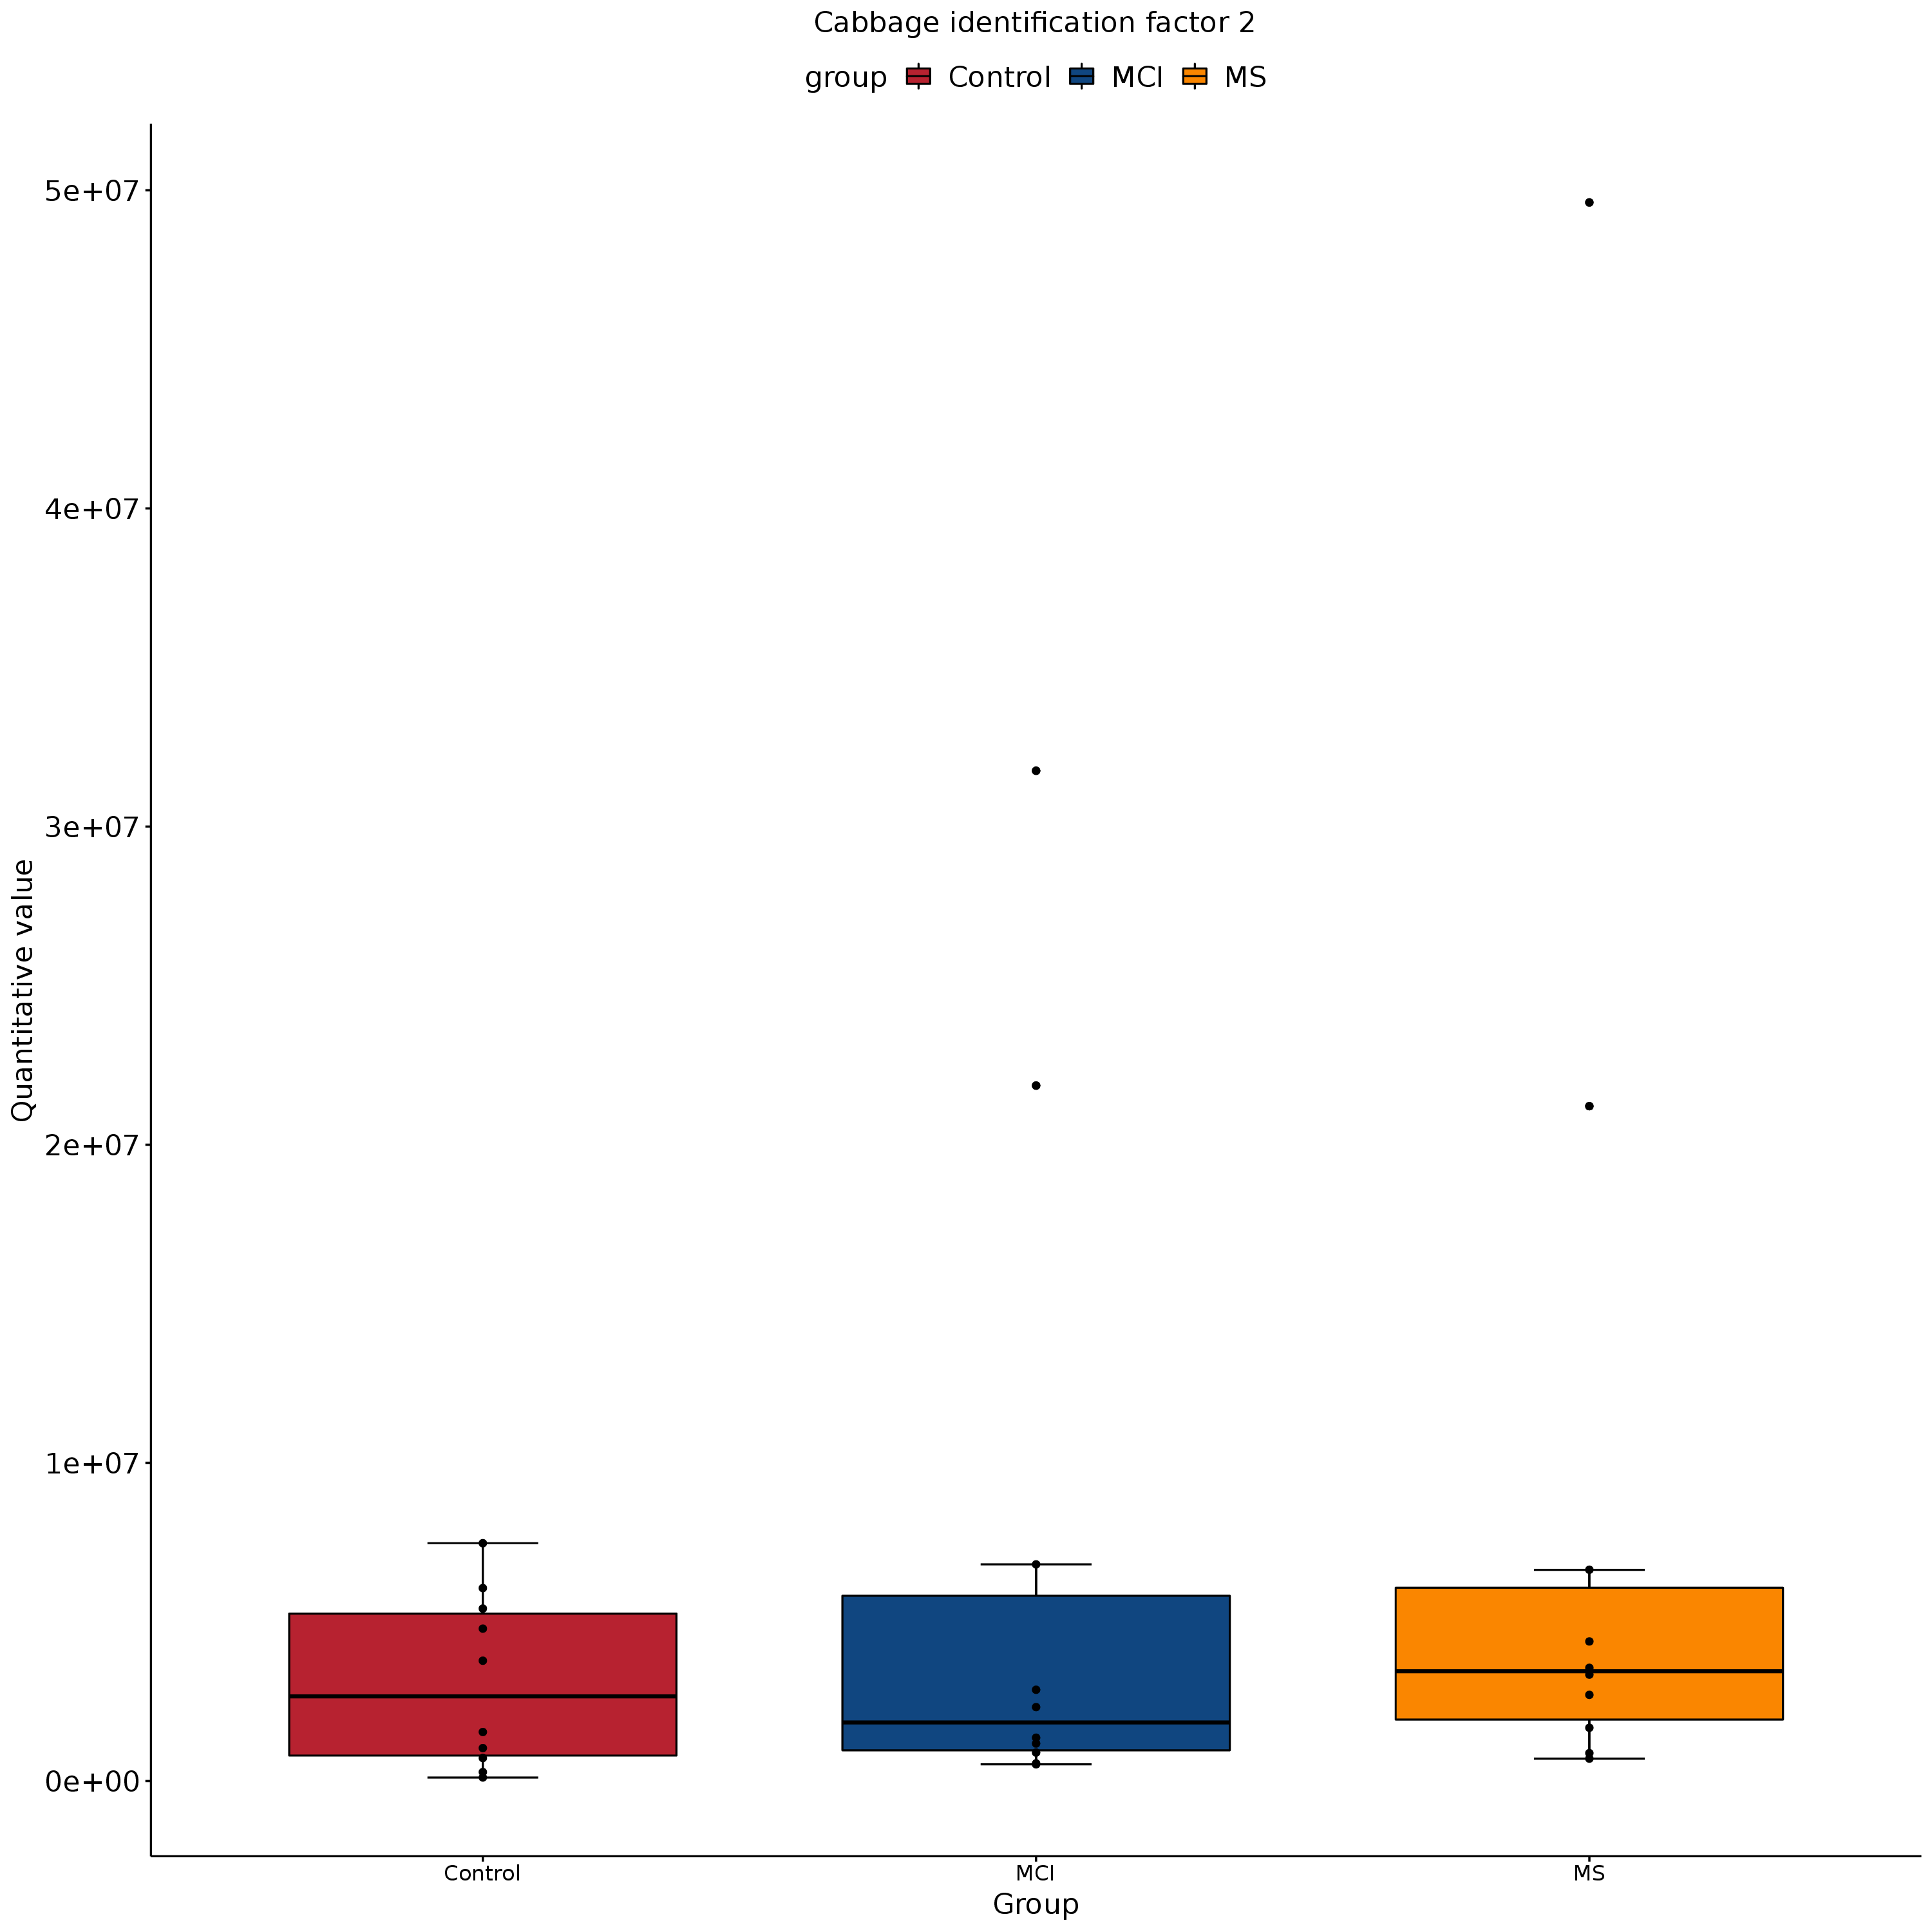 Cabbage identification factor 2
group Control MCI MS
Quantitative value
5e+07
4e+07
3e+07
2e+07
1e+07
0e+00
Control MCI MS
Group